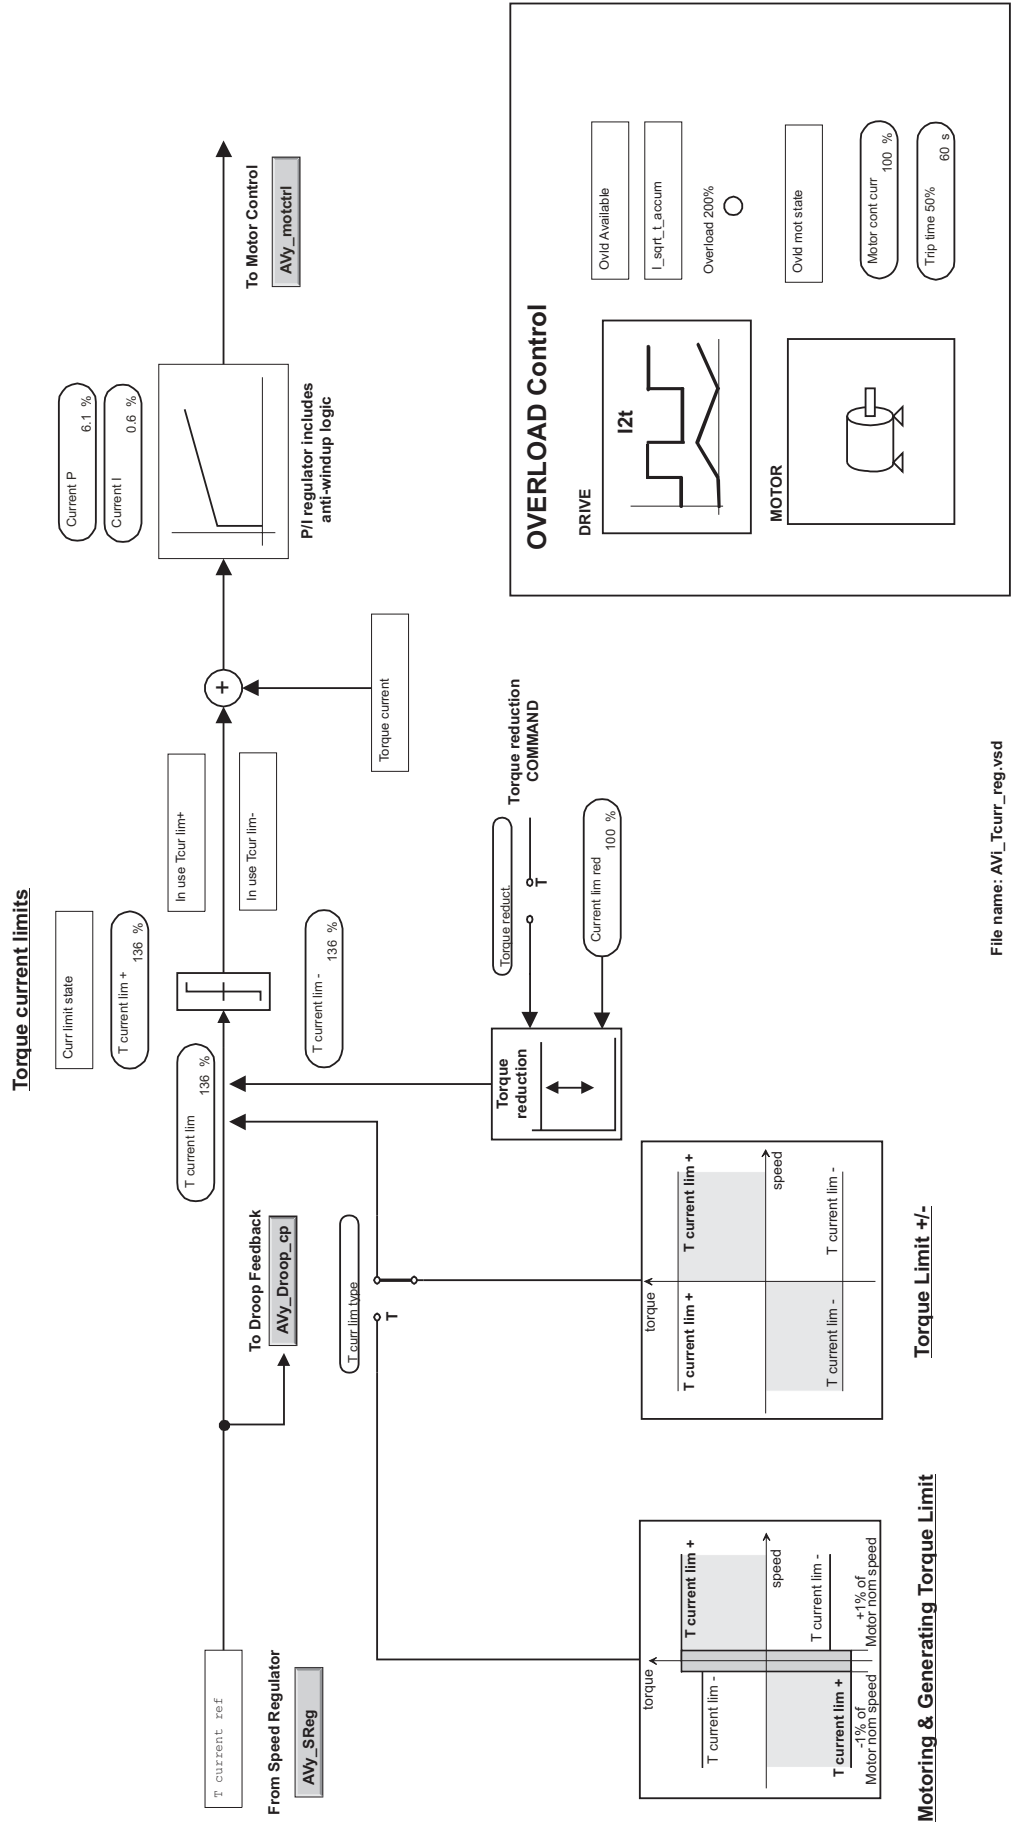 Torque current limits
Curr limit state
T current lim +
136 %
T current lim
136 %
T current lim -
136 %
In use Tcur lim+
In use Tcur lim-
Current P
6.1 %
Current I
0.6 %
P/I regulator includes
anti-windup logic
To Motor Control
AVy_motctrl
T current ref
From Speed Regulator
AVy_SReg
To Droop Feedback
AVy_Droop_cp
+
Torque current
T curr lim type
T
Torque
reduction
Torque reduct.
T
Torque reduction
COMMAND
Current lim red
100 %
torque
speed
T current lim +
T current lim -
T current lim -
T current lim +
-1% of
Motor nom speed
+1% of
Motor nom speed
Motoring & Generating Torque Limit
torque
speed
T current lim +
T current lim +
T current lim -
T current lim -
Torque Limit +/-
OVERLOAD Control
DRIVE
I2t
Ovld Available
I_sqrt_t_accum
Overload 200%
MOTOR
Ovld mot state
Motor cont curr
100 %
Trip time 50%
60 s
File name: AVi_Tcurr_reg.vsd